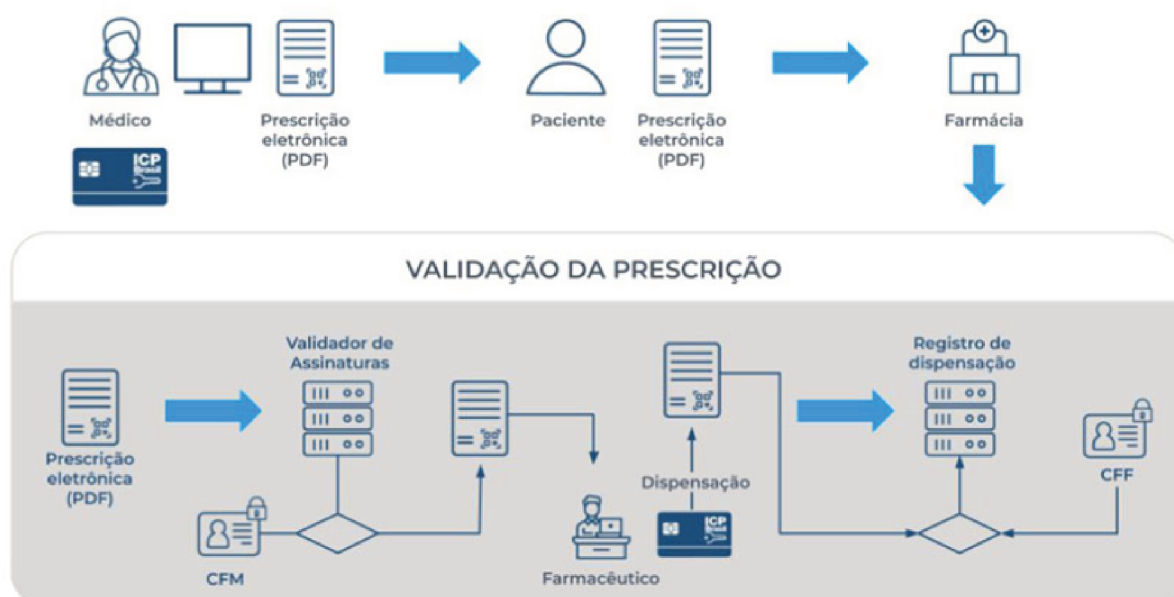 Médico
Prescrição
eletrônica
(PDF)
Paciente
Prescrição
eletrônica
(PDF)
Farmácia
ICP
Brasil
VALIDAÇÃO DA PRESCRIÇÃO
Prescrição
eletrônica
(PDF)
Validador de
Assinaturas
CFM
Farmacêutico
Dispensação
ICP
Brasil
Registro de
dispensação
CFF